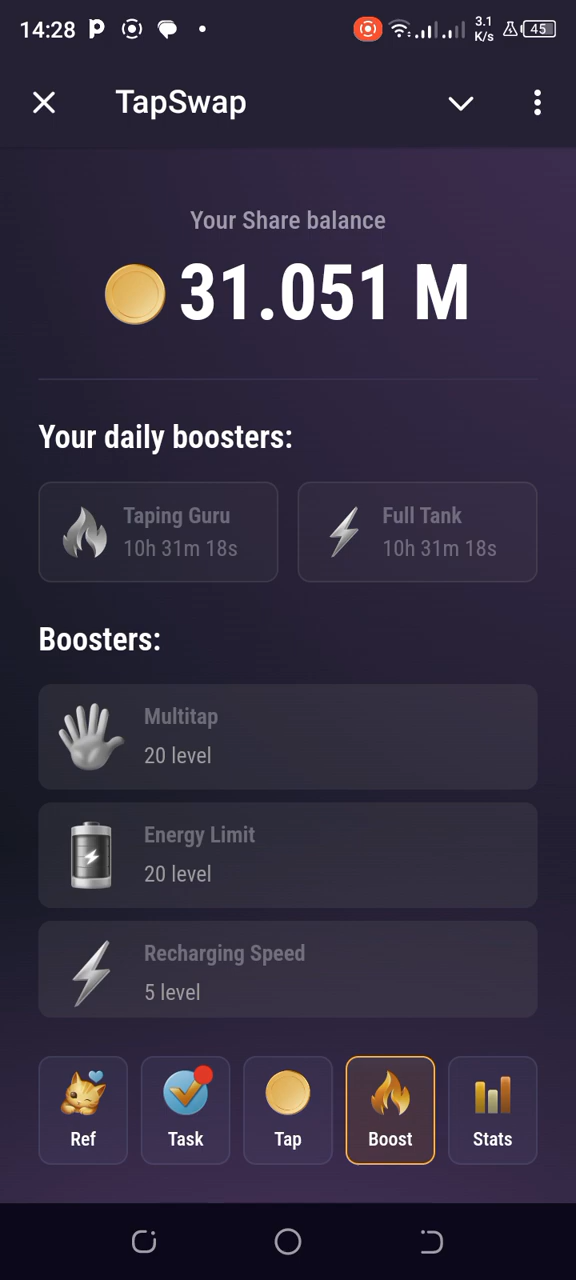 14:28 3.1 K/s 45
TapSwap
Your Share balance
31.051 M
Your daily boosters:
Taping Guru Full Tank
10h 31m 18s 10h 31m 18s
Boosters:
Multitap
20 level
Energy Limit
20 level
Recharging Speed
5 level
Ref Task Tap Boost Stats